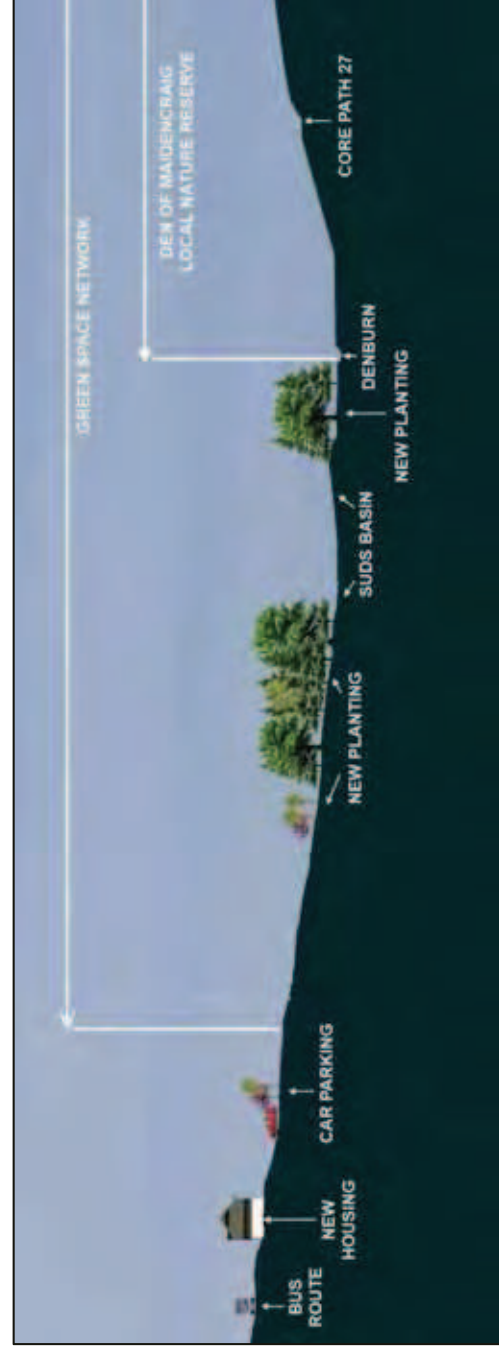 GREEN SPACE NETWORK
DEN OF MAIDENCRAIG
LOCAL NATURE RESERVE
BUS
ROUTE
NEW
HOUSING
CAR PARKING
NEW PLANTING
SUDS BASIN
NEW PLANTING
DENBURN
CORE PATH 27